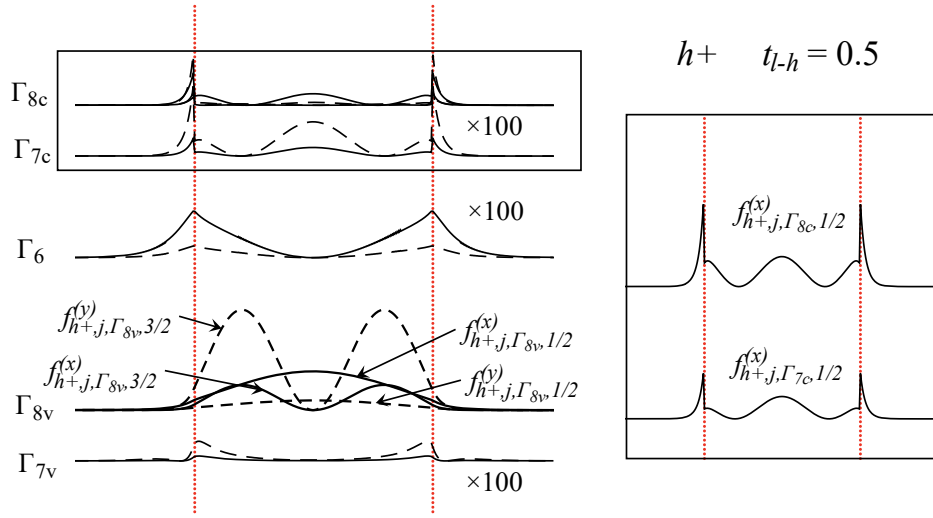 h+ t_{l-h} = 0.5
Γ_{8c}
×100
Γ_{7c}
×100
Γ_6
f^{(y)}_{h+,j,Γ_{8v},3/2}
f^{(x)}_{h+,j,Γ_{8v},1/2}
f^{(x)}_{h+,j,Γ_{8v},3/2}
f^{(y)}_{h+,j,Γ_{8v},1/2}
Γ_{8v}
Γ_{7v}
×100
f^{(x)}_{h+,j,Γ_{8c},1/2}
f^{(x)}_{h+,j,Γ_{7c},1/2}